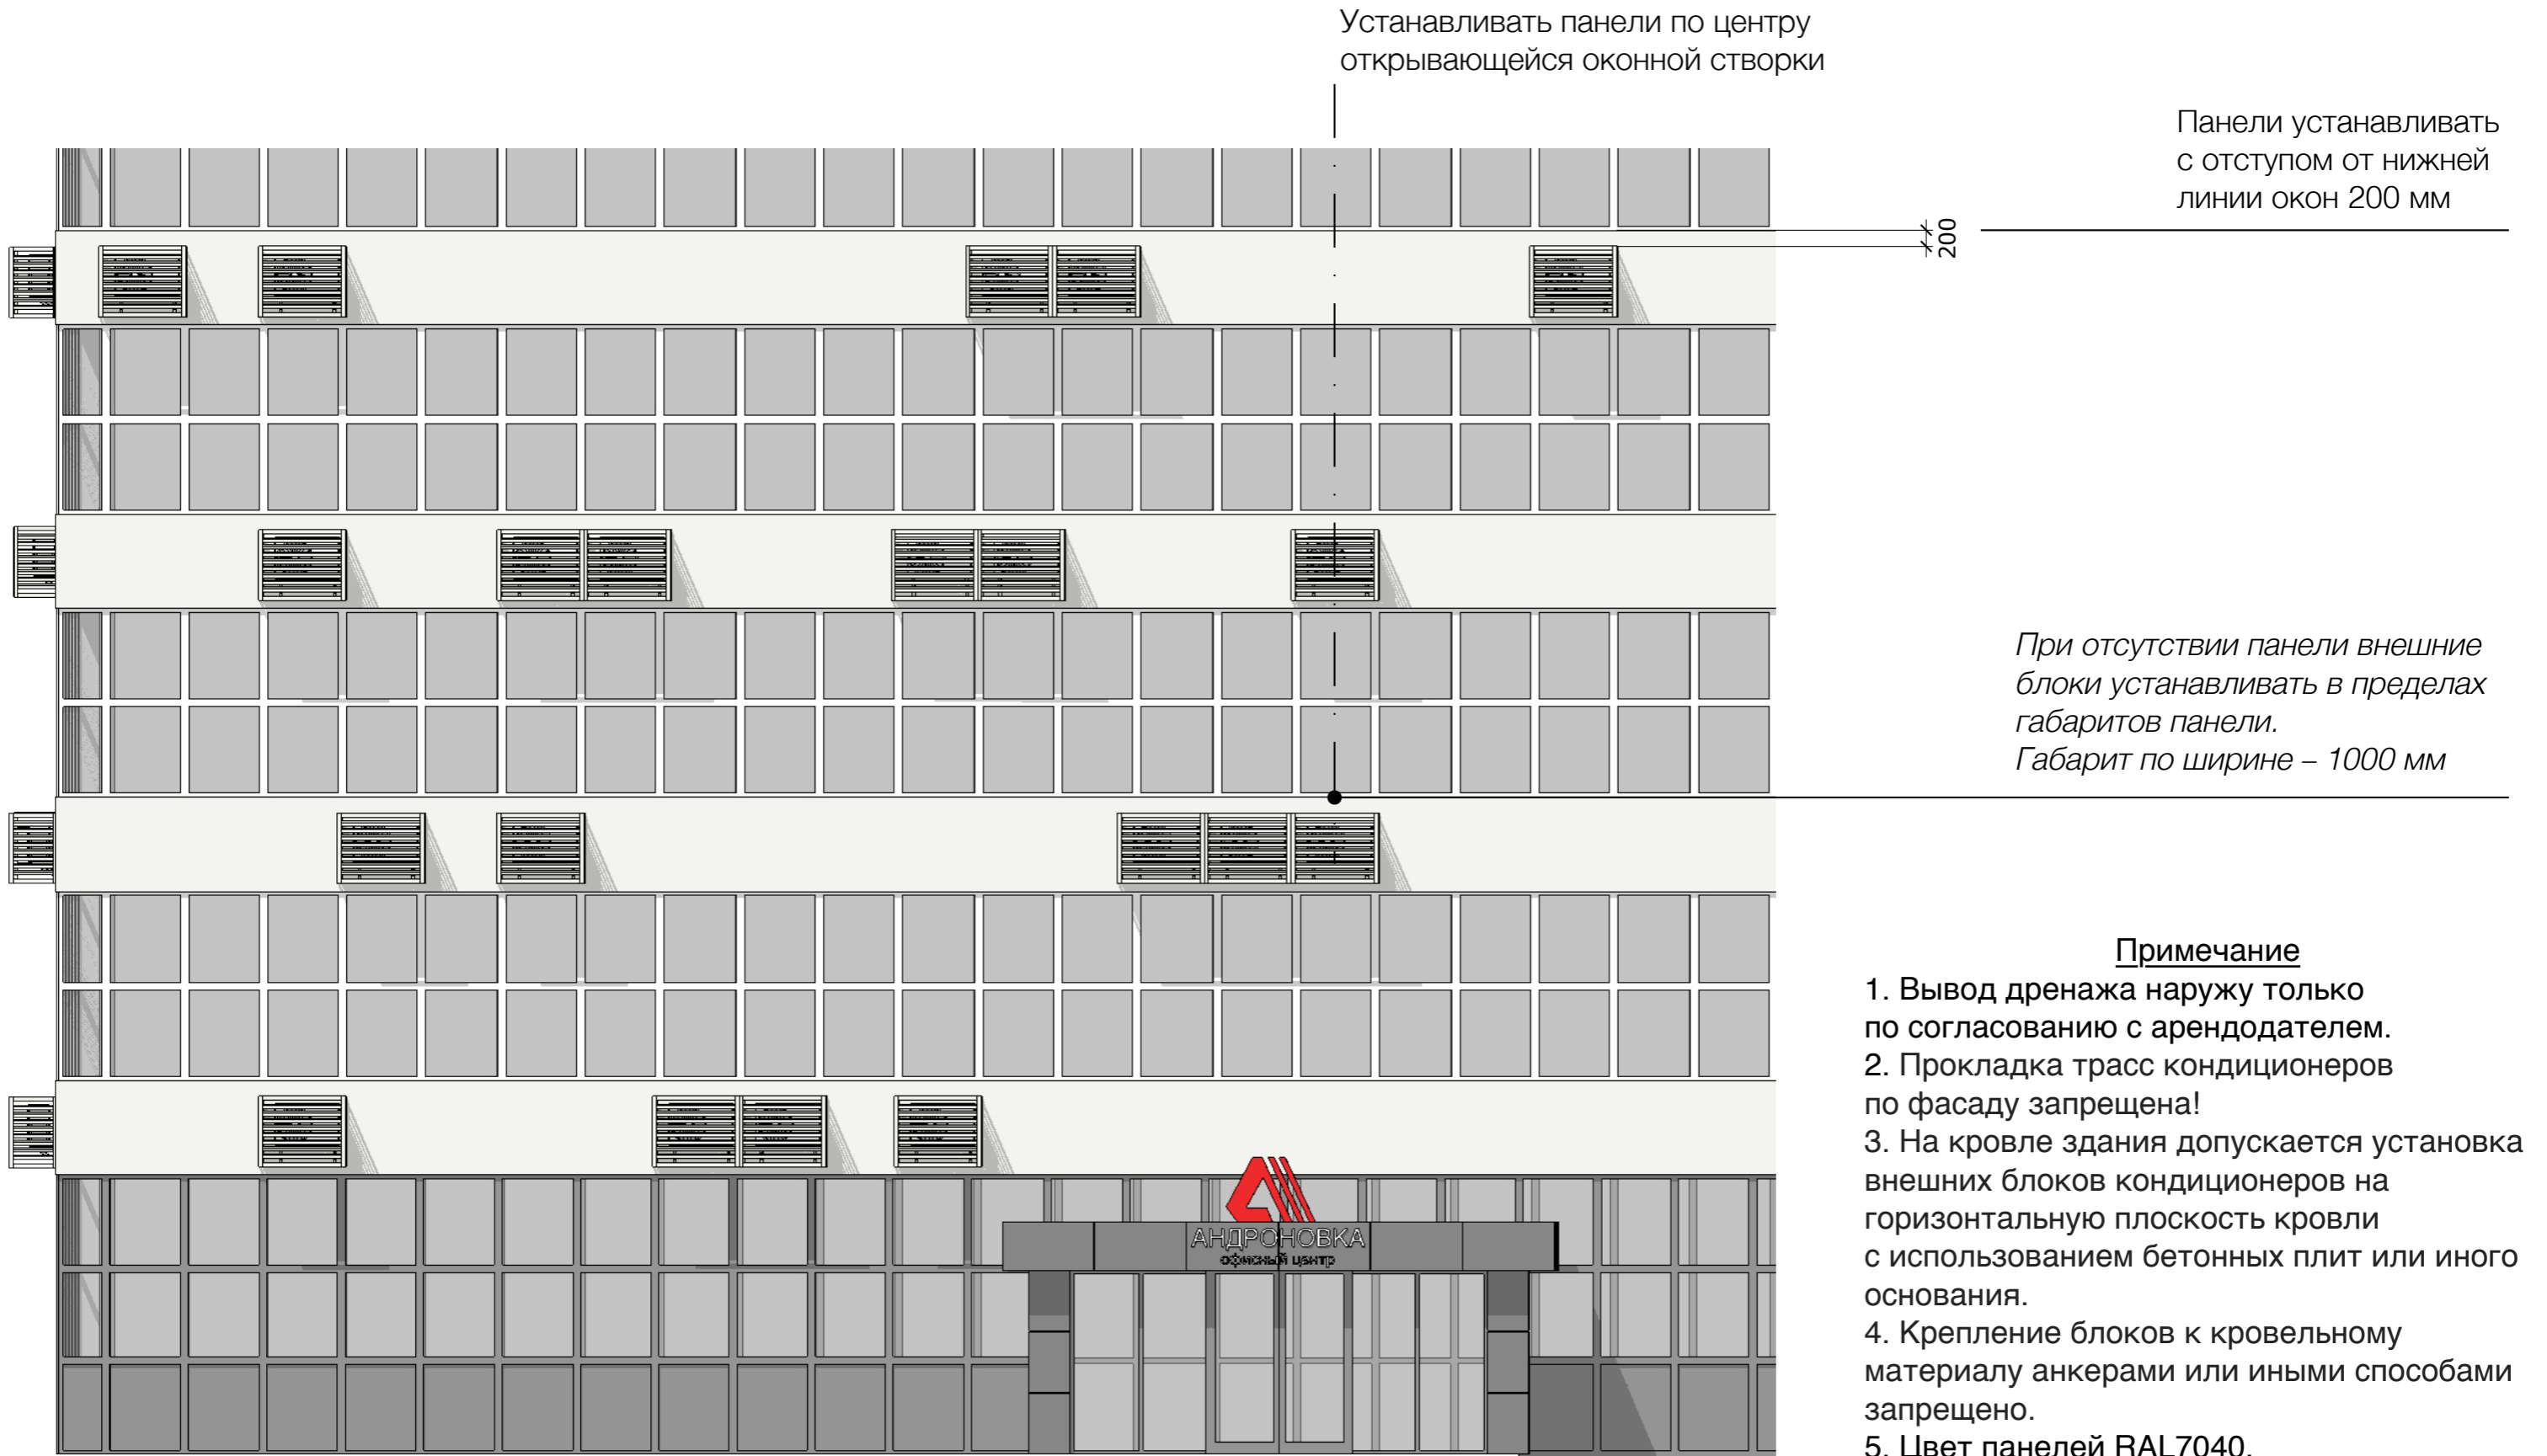 Устанавливать панели по центру
открывающейся оконной створки
Панели устанавливать
с отступом от нижней
линии окон 200 мм
200
При отсутствии панели внешние
блоки устанавливать в пределах
габаритов панели.
Габарит по ширине – 1000 мм
Примечание
1. Вывод дренажа наружу только
по согласованию с арендодателем.
2. Прокладка трасс кондиционеров
по фасаду запрещена!
3. На кровле здания допускается установка
внешних блоков кондиционеров на
горизонтальную плоскость кровли
с использованием бетонных плит или иного
основания.
4. Крепление блоков к кровельному
материалу анкерами или иными способами
запрещено.
5. Цвет панелей RAL7040.
АНДРОНОВКА
офисный центр